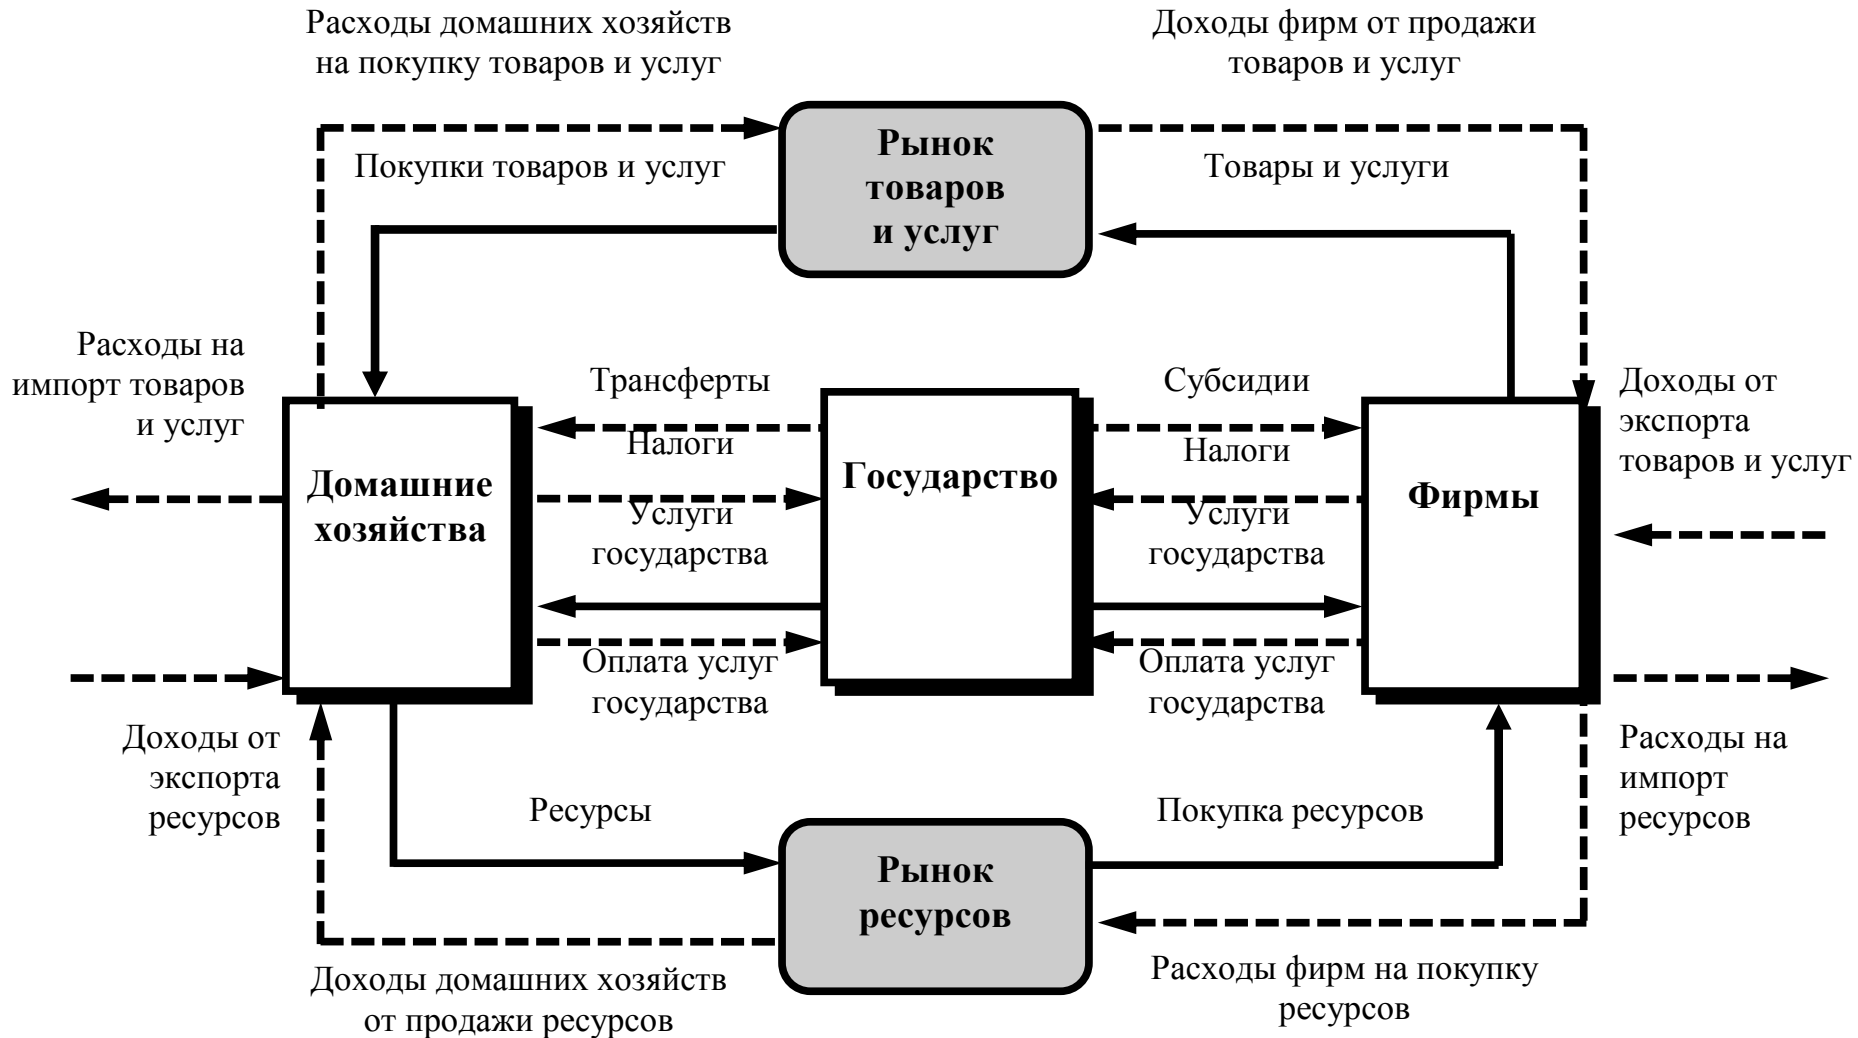 Расходы домашних хозяйств
на покупку товаров и услуг
Доходы фирм от продажи
товаров и услуг
Рынок
товаров
и услуг
Покупки товаров и услуг
Товары и услуги
Расходы на
импорт товаров
и услуг
Трансферты
Субсидии
Доходы от
экспорта
товаров и услуг
Налоги
Налоги
Домашние
хозяйства
Государство
Фирмы
Услуги
государства
Услуги
государства
Оплата услуг
государства
Оплата услуг
государства
Доходы от
экспорта
ресурсов
Расходы на
импорт
ресурсов
Ресурсы
Покупка ресурсов
Рынок
ресурсов
Доходы домашних хозяйств
от продажи ресурсов
Расходы фирм на покупку
ресурсов